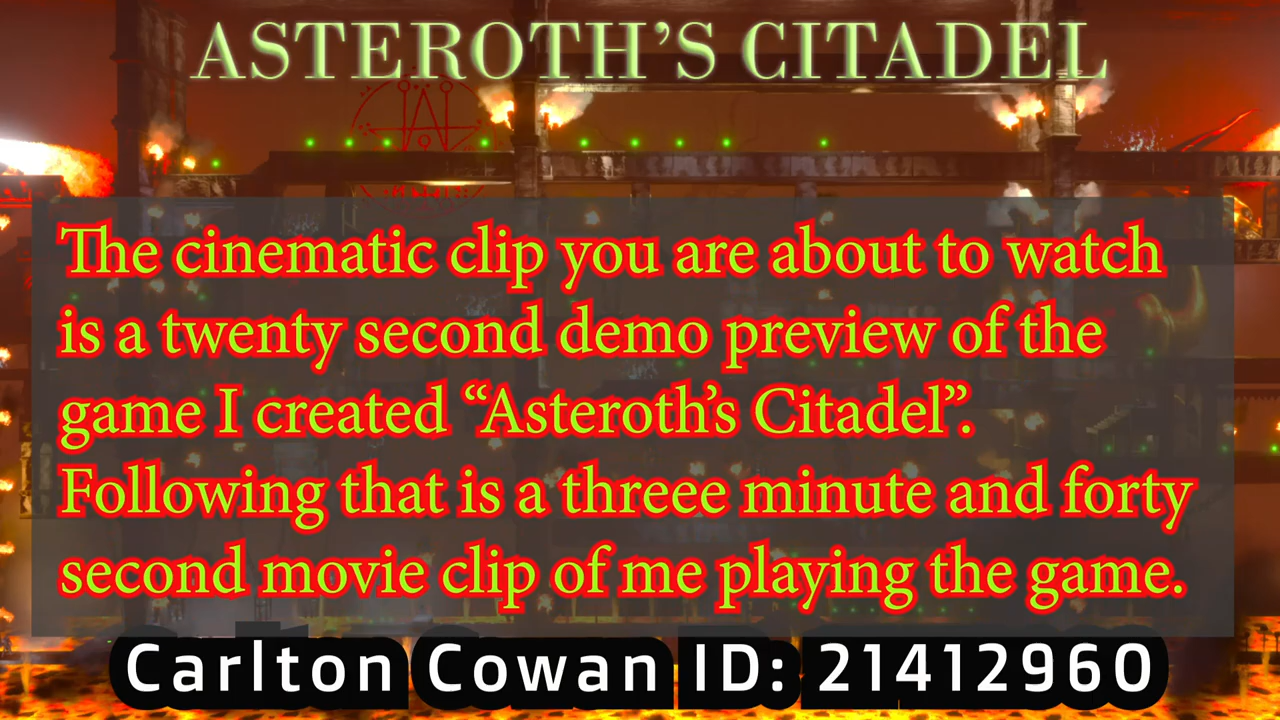 ASTEROTH’S CITADEL
The cinematic clip you are about to watch
is a twenty second demo preview of the
game I created “Asteroth’s Citadel”.
Following that is a threee minute and forty
second movie clip of me playing the game.
Carlton Cowan ID: 21412960